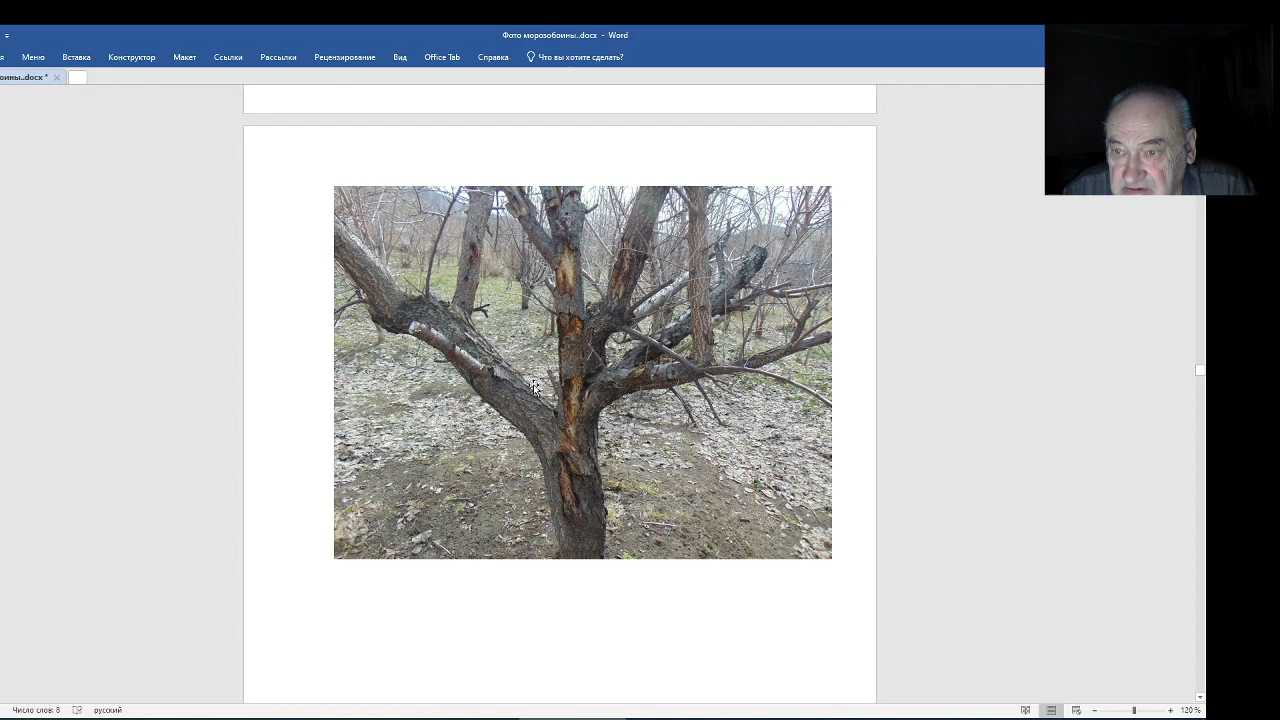 Фото морозобоины..docx - Word
я Меню Вставка Конструктор Макет Ссылки Рассылки Рецензирование Вид Office Tab Справка Что вы хотите сделать?
оины..docx *
Число слов: 8 русский 120 %